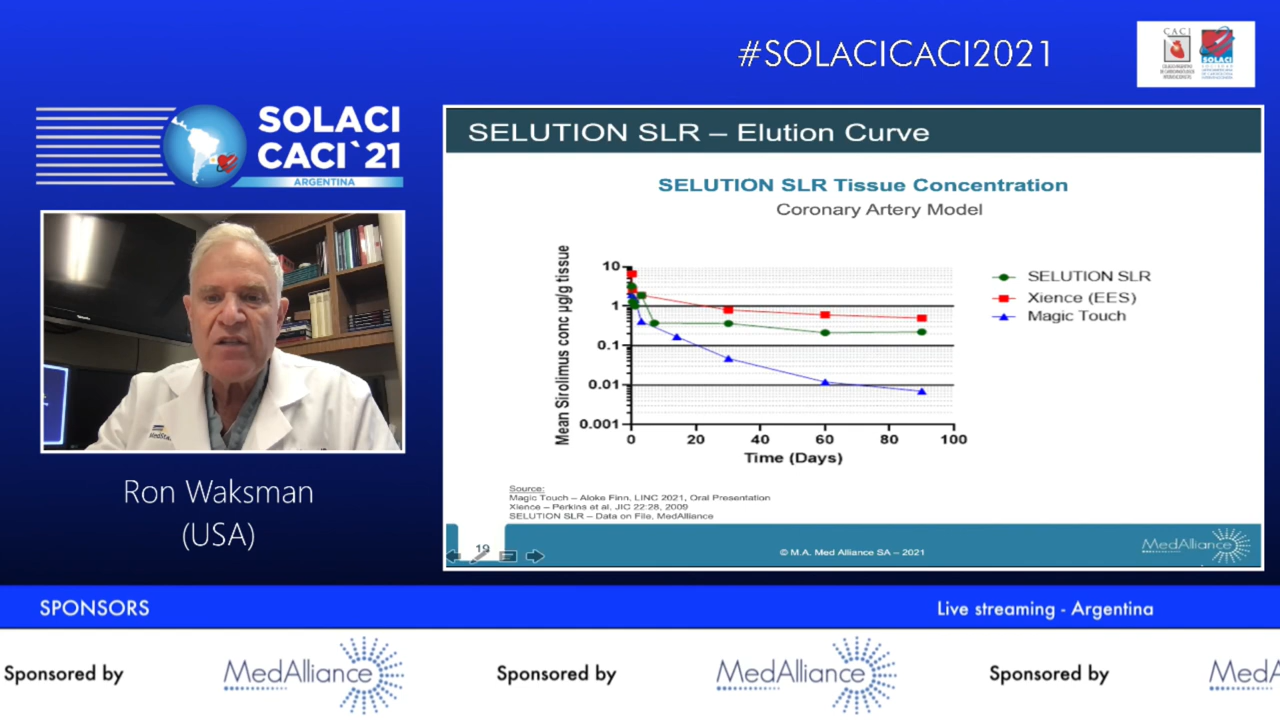 #SOLACICACI2021
CACI
SOLACI
SOLACI
CACI`21
ARGENTINA
Ron Waksman
(USA)
SELUTION SLR – Elution Curve
SELUTION SLR Tissue Concentration
Coronary Artery Model
Mean Sirolimus conc µg/g tissue
10
1
0.1
0.01
0.001
0 20 40 60 80 100
Time (Days)
SELUTION SLR
Xience (EES)
Magic Touch
Source:
Magic Touch – Aloke Finn, LINC 2021, Oral Presentation
Xience – Perkins et al, JIC 22:28, 2009
SELUTION SLR – Data on File, MedAlliance
19
© M.A. Med Alliance SA – 2021
MedAlliance
SPONSORS
Live streaming - Argentina
Sponsored by MedAlliance Sponsored by MedAlliance Sponsored by MedA